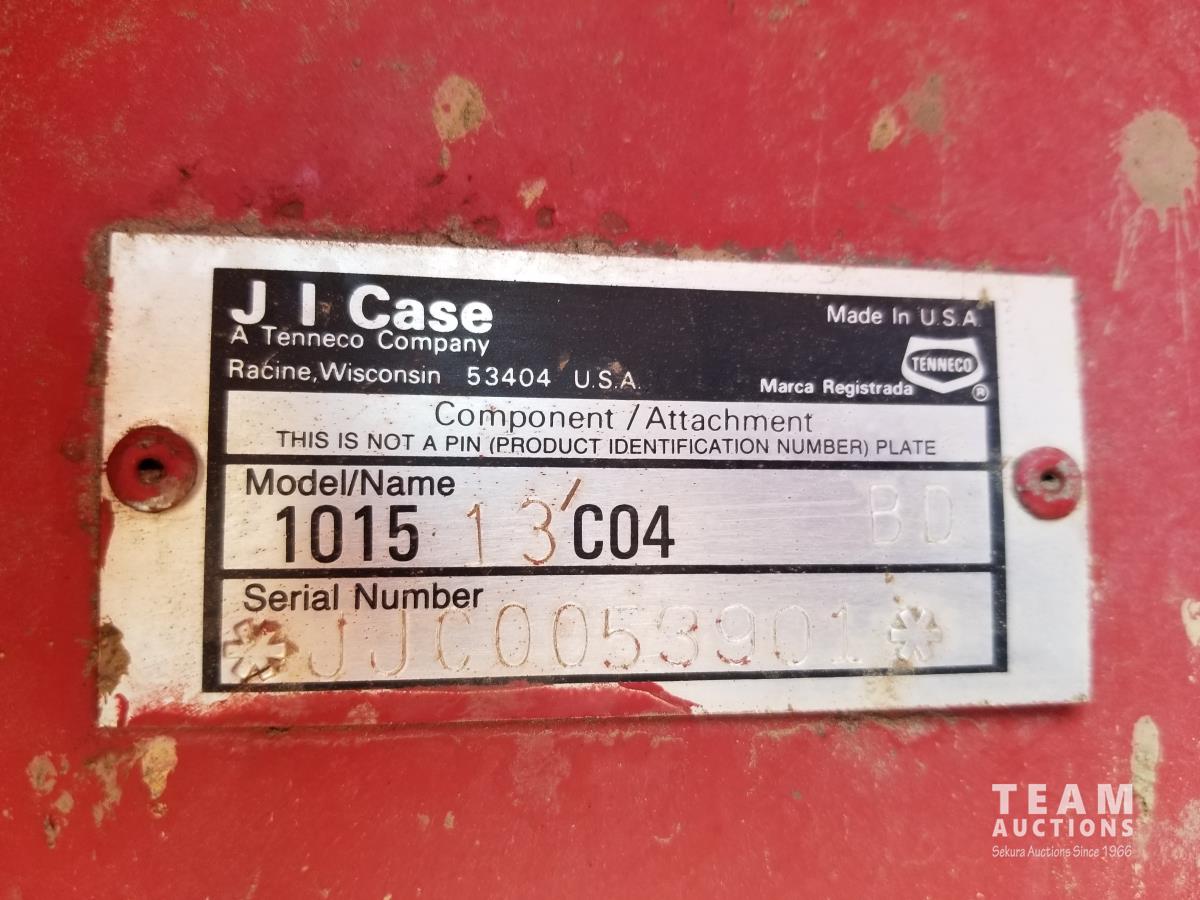 J I Case
A Tenneco Company
Racine, Wisconsin 53404 U.S.A.
Made In U.S.A.
TENNECO
Marca Registrada ®
Component / Attachment
THIS IS NOT A PIN (PRODUCT IDENTIFICATION NUMBER) PLATE
Model/Name
1015 13' C04 BD
Serial Number
*JJC0053901*
TEAM
AUCTIONS
Sekura Auctions Since 1966